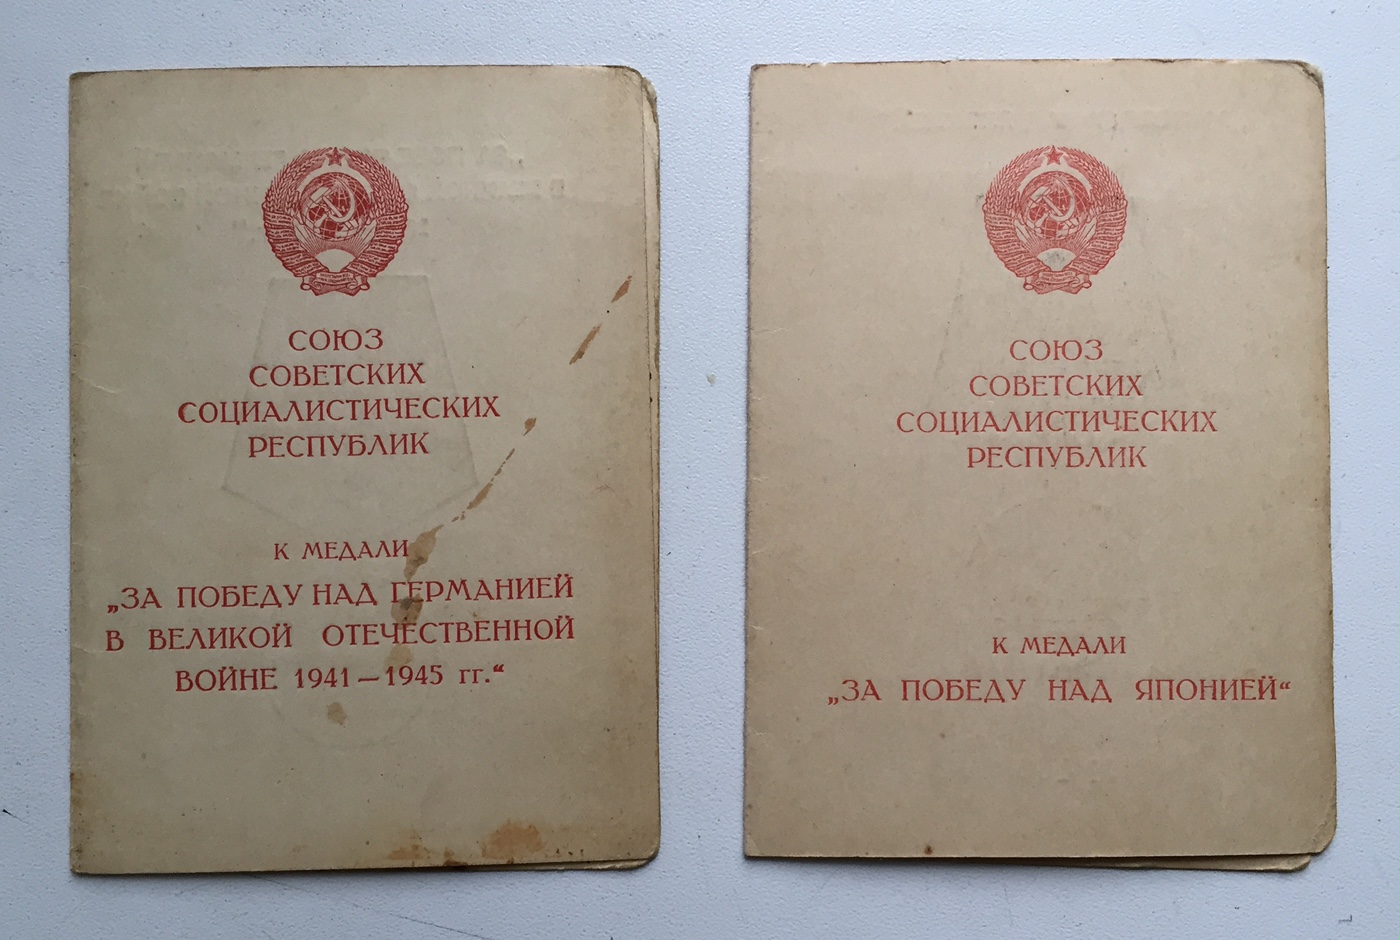 СОЮЗ
СОВЕТСКИХ
СОЦИАЛИСТИЧЕСКИХ
РЕСПУБЛИК
К МЕДАЛИ
„ЗА ПОБЕДУ НАД ГЕРМАНИЕЙ
В ВЕЛИКОЙ ОТЕЧЕСТВЕННОЙ
ВОЙНЕ 1941—1945 гг.“
СОЮЗ
СОВЕТСКИХ
СОЦИАЛИСТИЧЕСКИХ
РЕСПУБЛИК
К МЕДАЛИ
„ЗА ПОБЕДУ НАД ЯПОНИЕЙ“